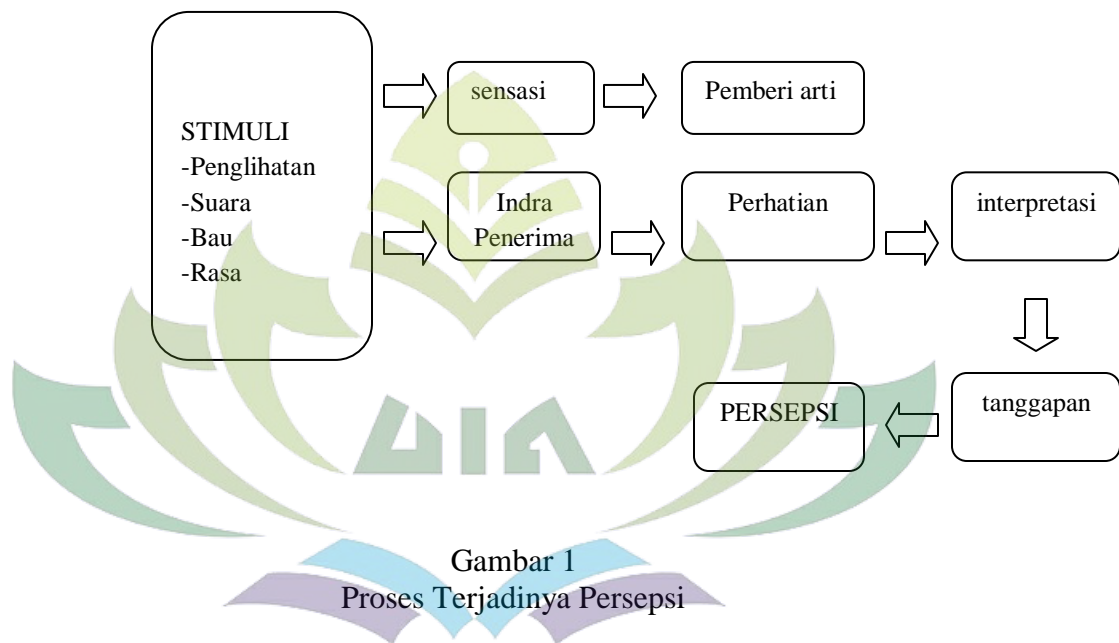 STIMULI
-Penglihatan
-Suara
-Bau
-Rasa
sensasi
Pemberi arti
Indra
Penerima
Perhatian
interpretasi
tanggapan
PERSEPSI
UIN
Gambar 1
Proses Terjadinya Persepsi